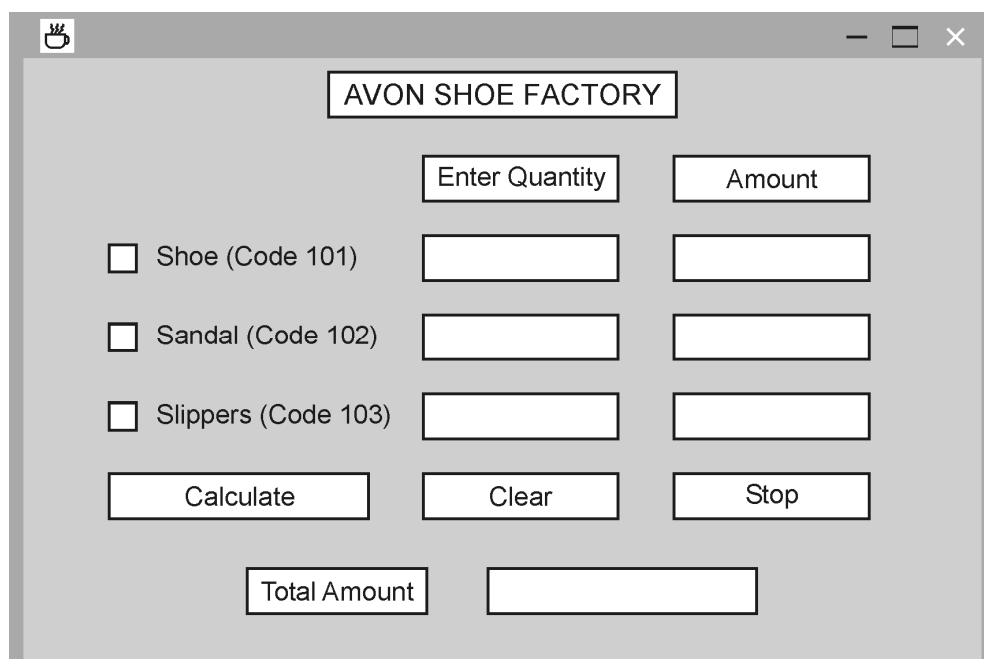 AVON SHOE FACTORY
Enter Quantity
Amount
Shoe (Code 101)
Sandal (Code 102)
Slippers (Code 103)
Calculate
Clear
Stop
Total Amount